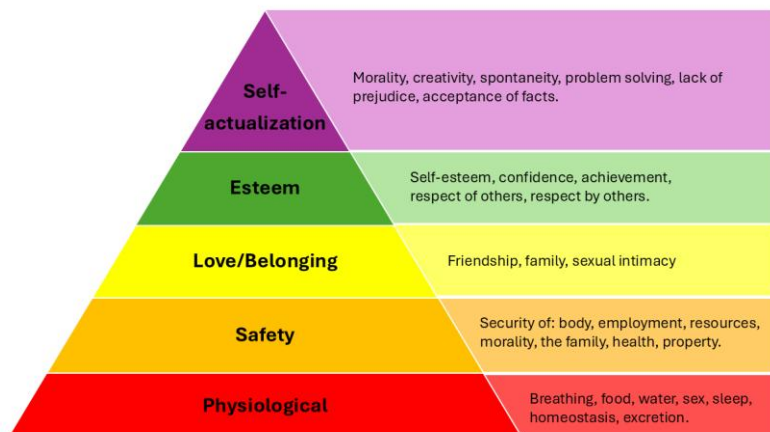 Self-
actualization
Morality, creativity, spontaneity, problem solving, lack of
prejudice, acceptance of facts.
Esteem
Self-esteem, confidence, achievement,
respect of others, respect by others.
Love/Belonging
Friendship, family, sexual intimacy
Safety
Security of: body, employment, resources,
morality, the family, health, property.
Physiological
Breathing, food, water, sex, sleep,
homeostasis, excretion.